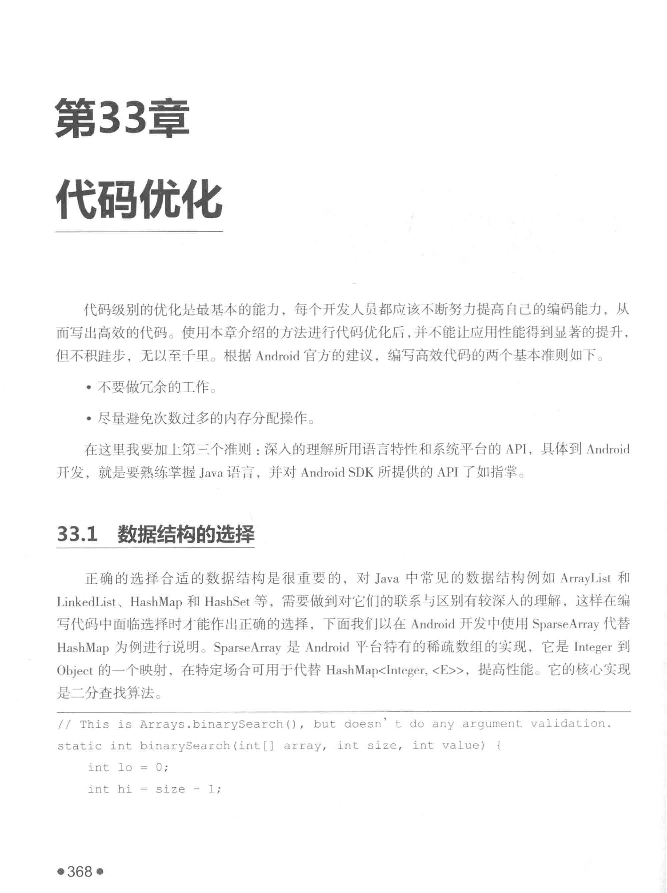 第33章
代码优化
代码级别的优化是最基本的能力，每个开发人员都应该不断努力提高自己的编码能力，从
而写出高效的代码。使用本章介绍的方法进行代码优化后，并不能让应用性能得到显著的提升，
但不积跬步，无以至千里。根据 Android 官方的建议，编写高效代码的两个基本准则如下。
• 不要做冗余的工作。
• 尽量避免次数过多的内存分配操作。
在这里我要加上第三个准则：深入的理解所用语言特性和系统平台的 API，具体到 Android
开发，就是要熟练掌握 Java 语言，并对 Android SDK 所提供的 API 了如指掌。
33.1 数据结构的选择
正确的选择合适的数据结构是很重要的，对 Java 中常见的数据结构例如 ArrayList 和
LinkedList、HashMap 和 HashSet 等，需要做到对它们的联系与区别有较深入的理解，这样在编
写代码中面临选择时才能作出正确的选择，下面我们以在 Android 开发中使用 SparseArray 代替
HashMap 为例进行说明。SparseArray 是 Android 平台特有的稀疏数组的实现，它是 Integer 到
Object 的一个映射，在特定场合可用于代替 HashMap<Integer, <E>>，提高性能。它的核心实现
是二分查找算法。
// This is Arrays.binarySearch(), but doesn't do any argument validation.
static int binarySearch(int[] array, int size, int value) {
int lo = 0;
int hi = size - 1;
•368•